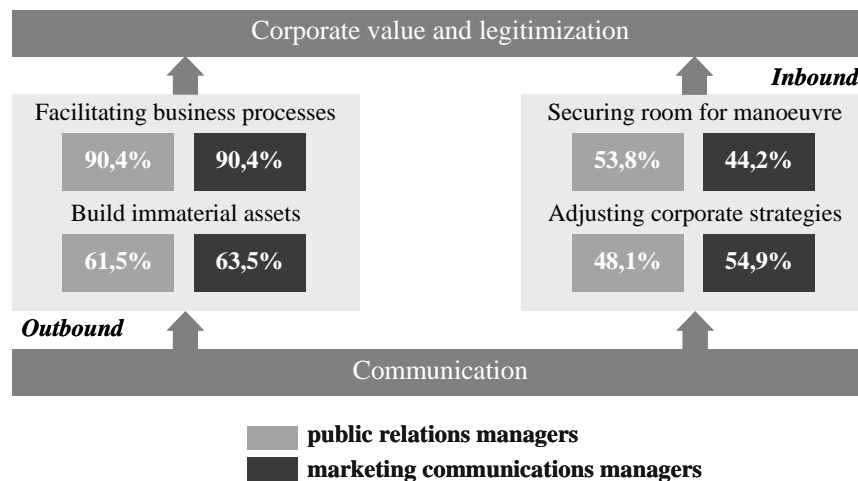 Corporate value and legitimization
Inbound
Facilitating business processes
90,4% 90,4%
Build immaterial assets
61,5% 63,5%
Securing room for manoeuvre
53,8% 44,2%
Adjusting corporate strategies
48,1% 54,9%
Outbound
Communication
public relations managers
marketing communications managers